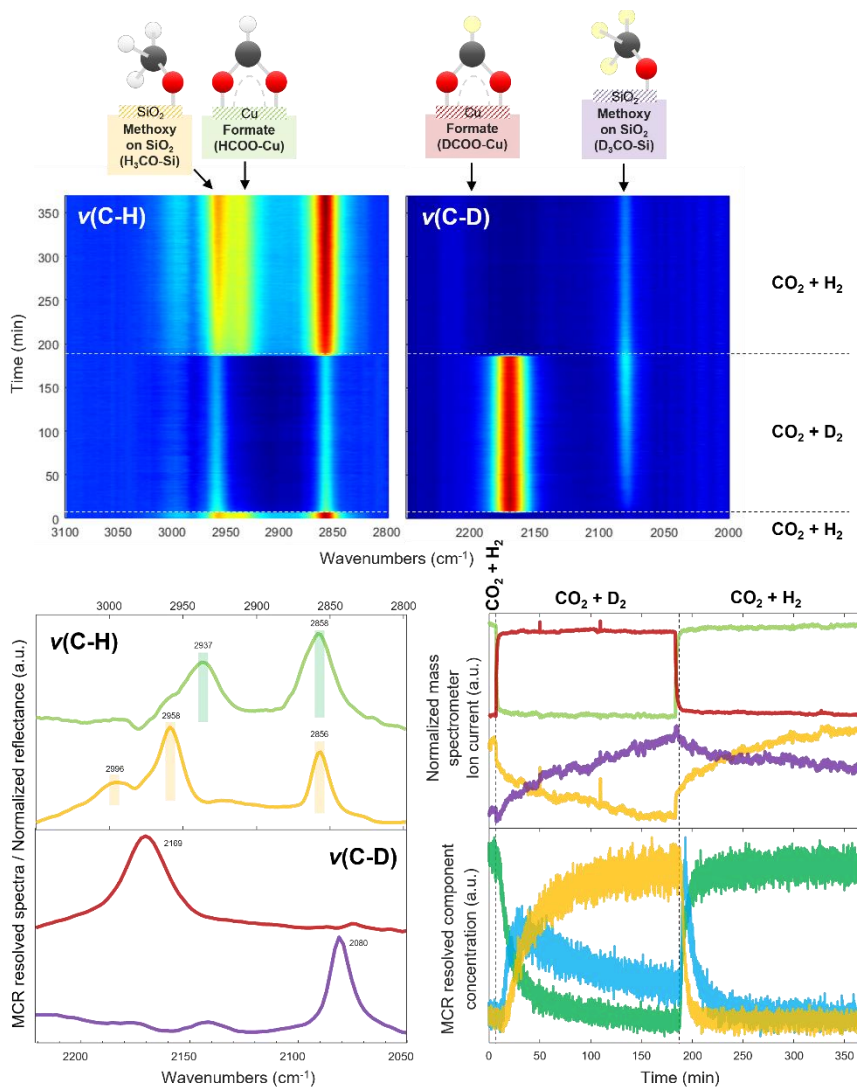 SiO₂
Methoxy
on SiO₂
(H₃CO-Si)
Cu
Formate
(HCOO-Cu)
Cu
Formate
(DCOO-Cu)
SiO₂
Methoxy
on SiO₂
(D₃CO-Si)
ν(C-H)
ν(C-D)
350
300
250
200
150
100
50
0
Time (min)
3100
3050
3000
2950
2900
2850
2800
2200
2150
2100
2050
2000
Wavenumbers (cm⁻¹)
CO₂ + H₂
CO₂ + D₂
CO₂ + H₂
3000
2950
2900
2850
2800
ν(C-H)
2937
2858
2958
2996
2856
ν(C-D)
2169
2080
MCR resolved spectra / Normalized reflectance (a.u.)
2200
2150
2100
2050
Wavenumbers (cm⁻¹)
CO₂ + H₂
CO₂ + D₂
CO₂ + H₂
Normalized mass
spectrometer
Ion current (a.u.)
MCR resolved component
concentration (a.u.)
0
50
100
150
200
250
300
350
Time (min)